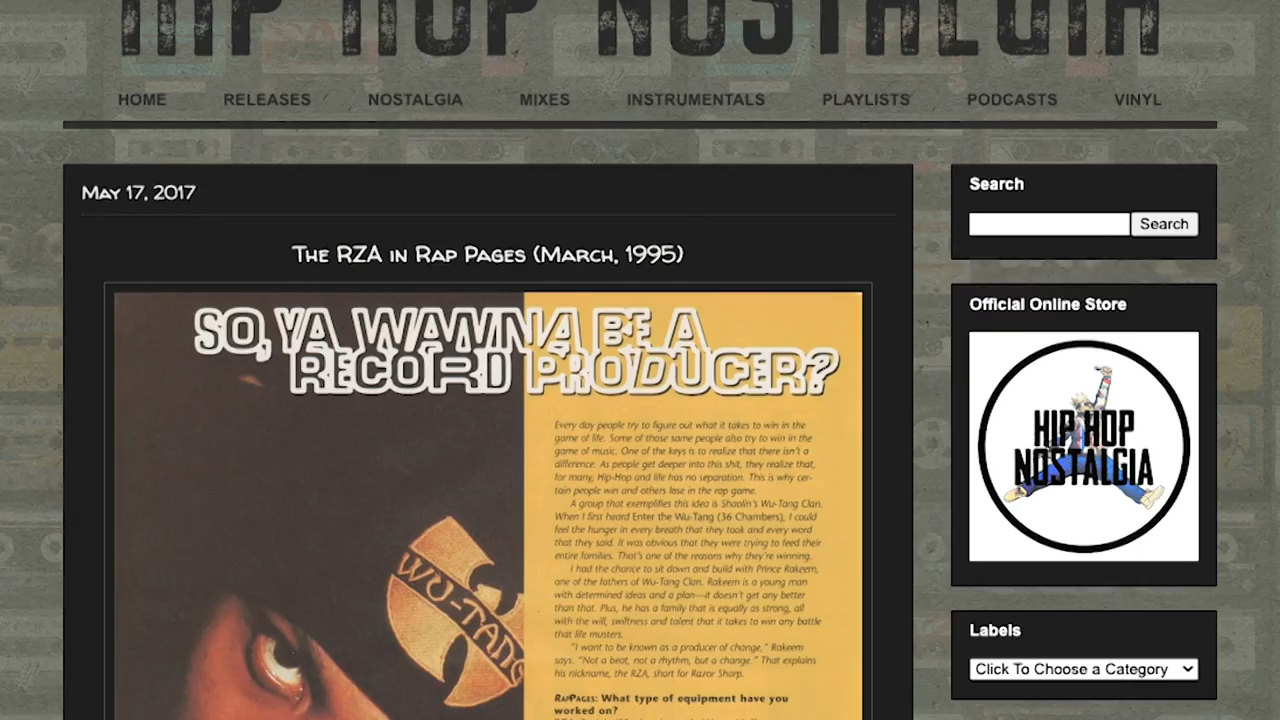 HIP HOP NOSTALGIA
HOME RELEASES NOSTALGIA MIXES INSTRUMENTALS PLAYLISTS PODCASTS VINYL
May 17, 2017
The RZA in Rap Pages (March, 1995)
SO, YA WANNA BE A
RECORD PRODUCER?
Every day people try to figure out what it takes to win in the
game of life. Some of those same people also try to win in the
game of music. One of the keys is to realize that there isn't a
difference. As people get deeper into this shit, they realize that,
for many, Hip-Hop and life has no separation. This is why cer-
tain people win and others lose in the rap game.
A group that exemplifies this idea is Shaolin's Wu-Tang Clan.
When I first heard Enter the Wu-Tang (36 Chambers), I could
feel the hunger in every breath that they took and every word
that they said. It was obvious that they were trying to feed their
entire families. That's one of the reasons why they're winning.
I had the chance to sit down and build with Prince Rakeem,
one of the fathers of Wu-Tang Clan. Rakeem is a young man
with determined ideas and a plan—it doesn't get any better
than that. Plus, he has a family that is equally as strong, all
with the will, swiftness and talent that it takes to win any battle
that life musters.
"I want to be known as a producer of change," Rakeem
says. "Not a beat, not a rhythm, but a change." That explains
his nickname, the RZA, short for Razor Sharp.
RAPPAGES: What type of equipment have you
worked on?
WU-TANG
Search
Search
Official Online Store
HIP HOP
NOSTALGIA
Labels
Click To Choose a Category